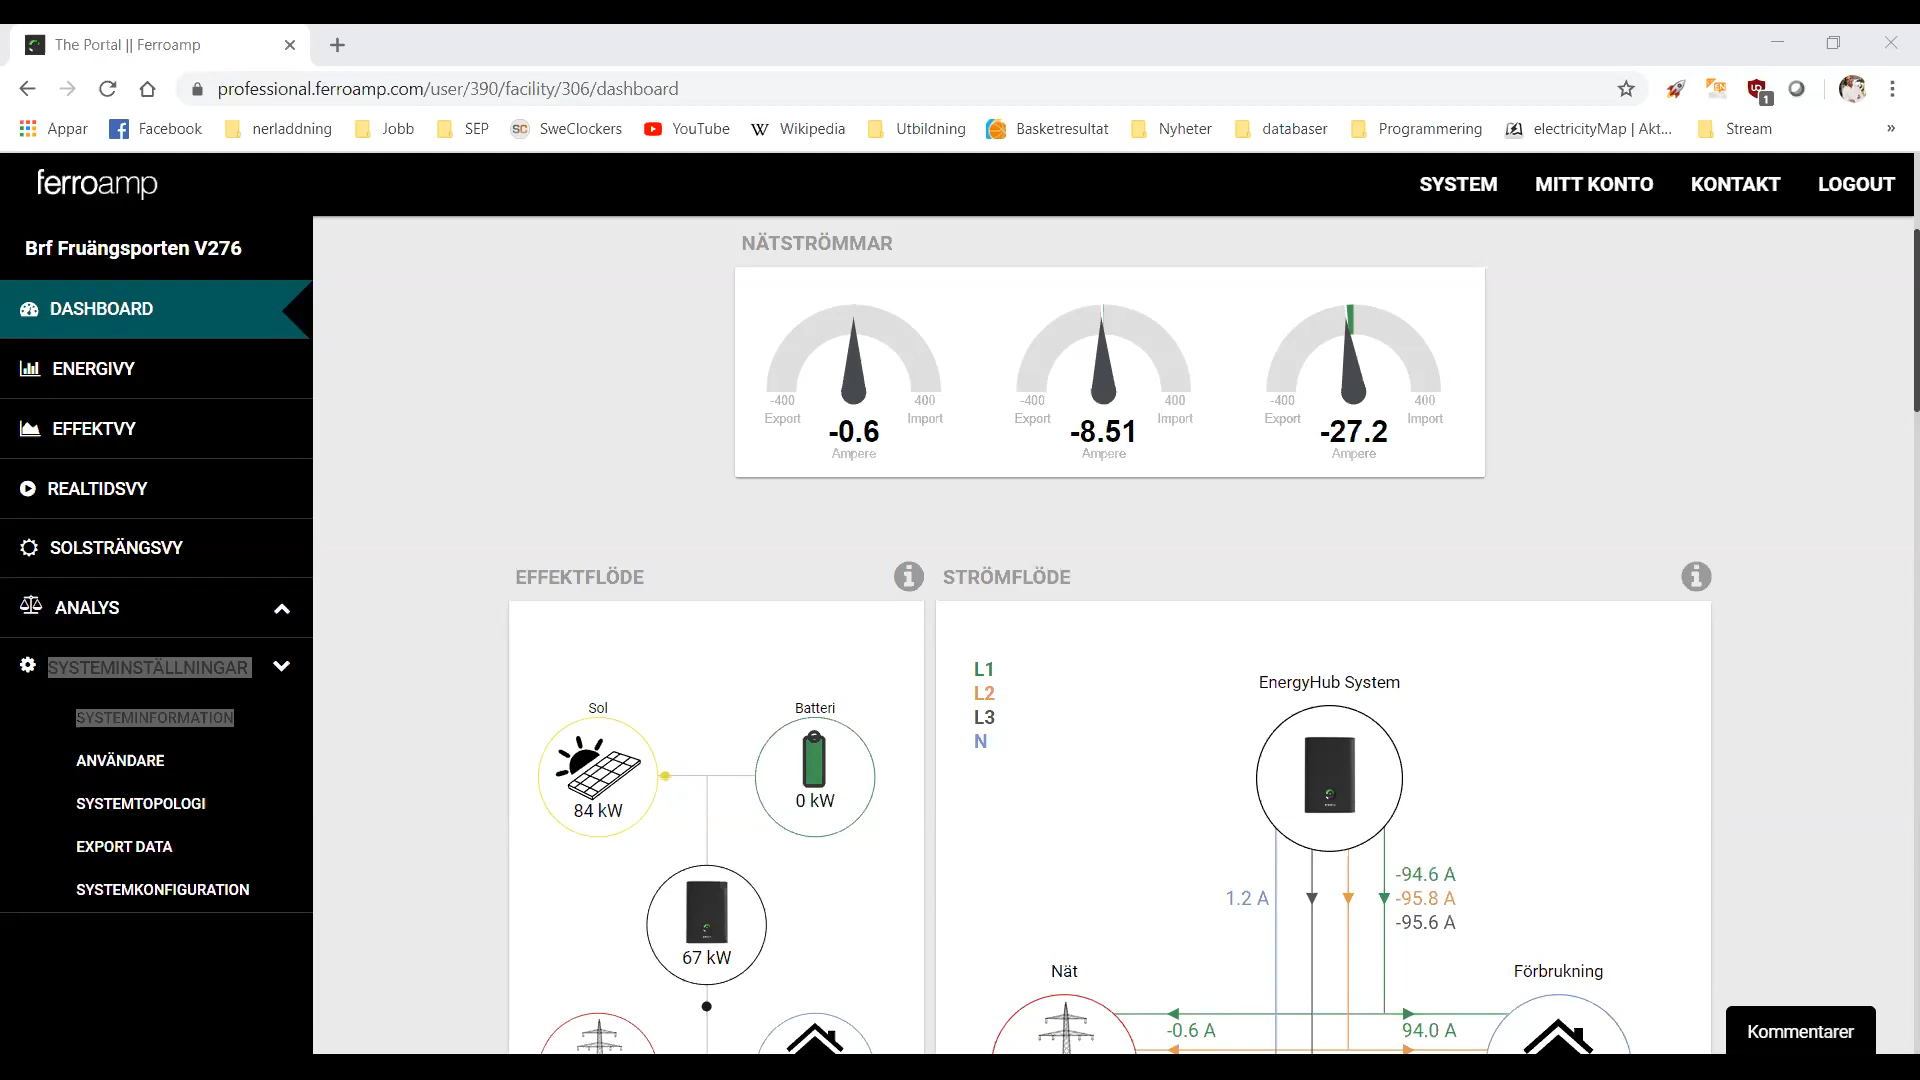 The Portal || Ferroamp
professional.ferroamp.com/user/390/facility/306/dashboard
EN
1
Appar
Facebook
nerladdning
Jobb
SEP
SC SweClockers
YouTube
W Wikipedia
Utbildning
Basketresultat
Nyheter
databaser
Programmering
electricityMap | Akt...
Stream
»
ferroamp
SYSTEM
MITT KONTO
KONTAKT
LOGOUT
Brf Fruängsporten V276
DASHBOARD
ENERGIVY
EFFEKTVY
REALTIDSVY
SOLSTRÄNGSVY
ANALYS
SYSTEMINSTÄLLNINGAR
SYSTEMINFORMATION
ANVÄNDARE
SYSTEMTOPOLOGI
EXPORT DATA
SYSTEMKONFIGURATION
NÄTSTRÖMMAR
-400 400
Export Import
-0.6
Ampere
-400 400
Export Import
-8.51
Ampere
-400 400
Export Import
-27.2
Ampere
EFFEKTFLÖDE
Sol
84 kW
Batteri
0 kW
67 kW
STRÖMFLÖDE
L1
L2
L3
N
EnergyHub System
1.2 A
-94.6 A
-95.8 A
-95.6 A
Nät
Förbrukning
-0.6 A
94.0 A
Kommentarer